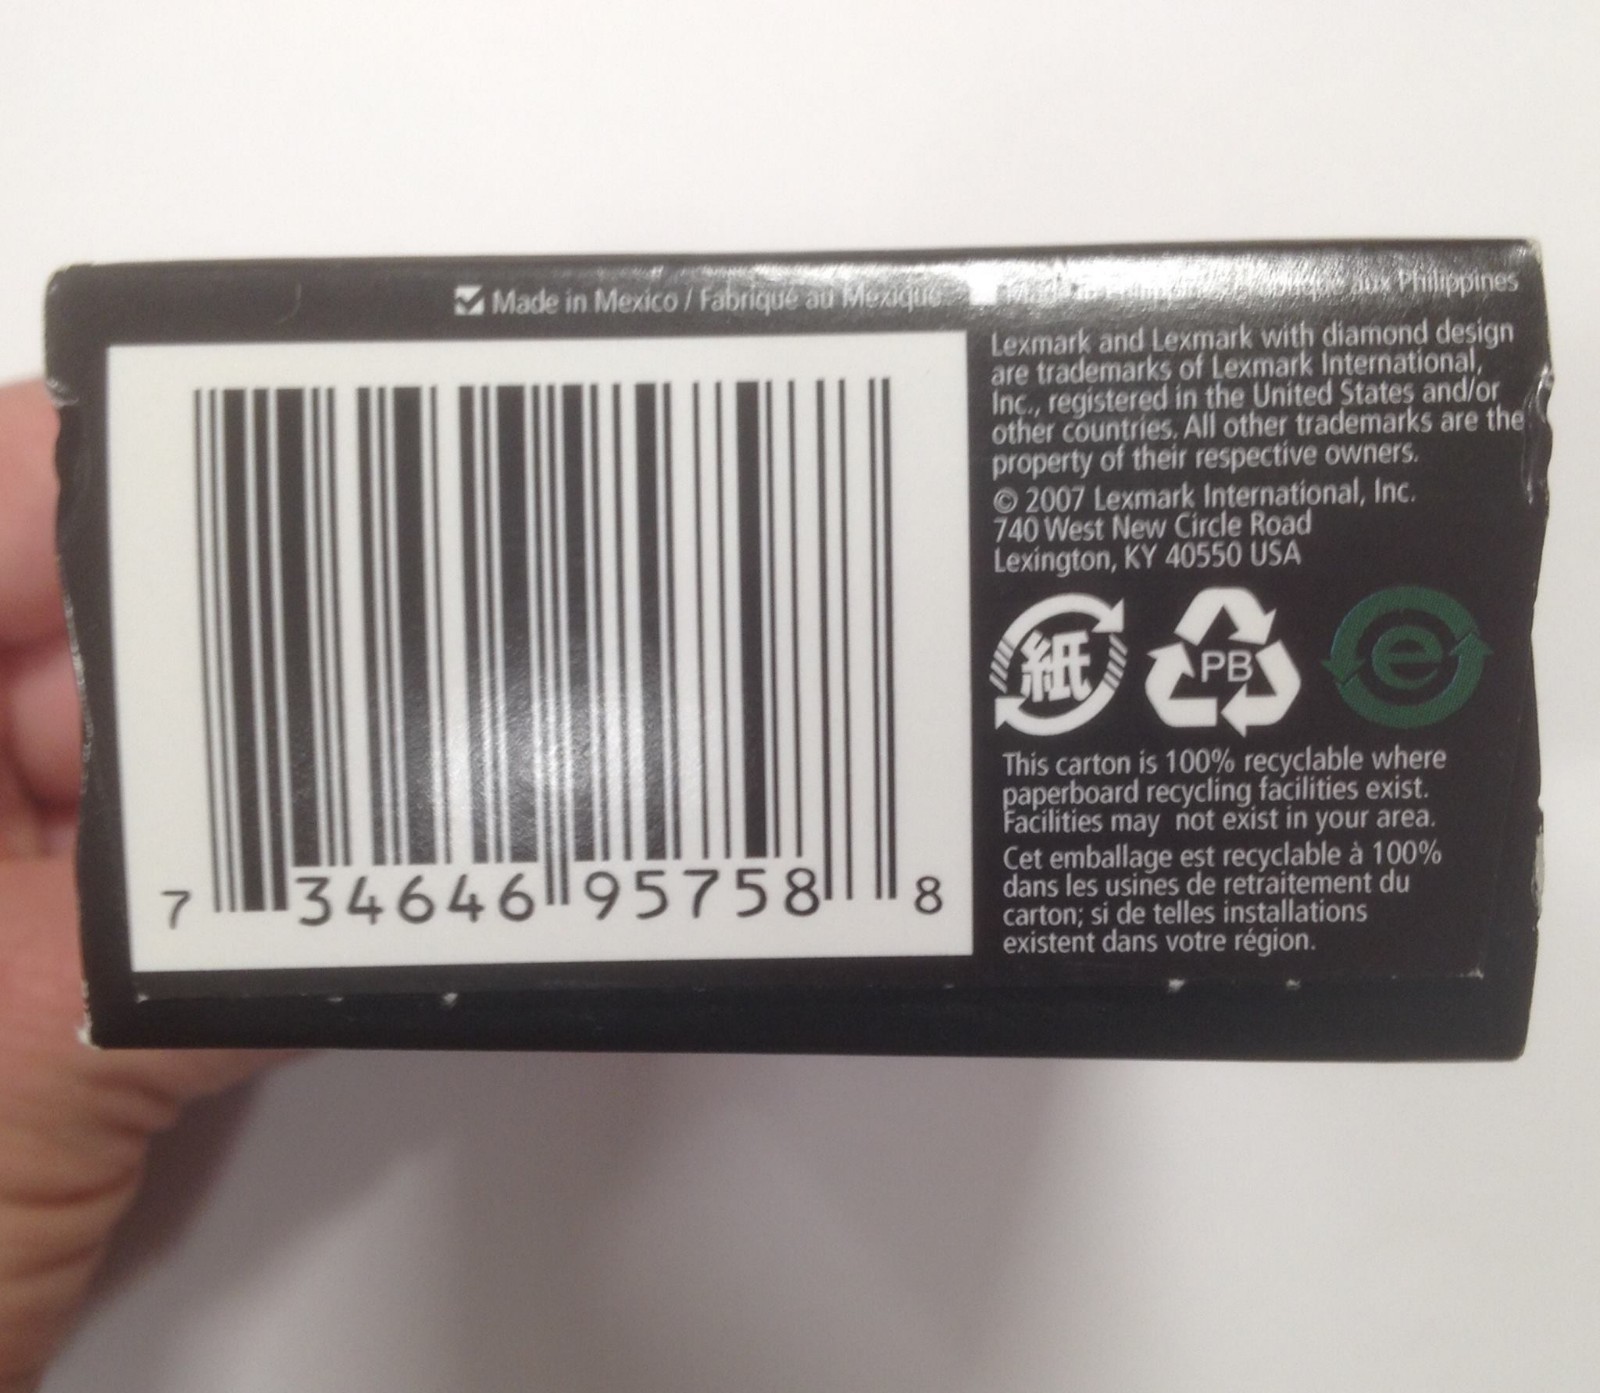 Made in Mexico / Fabriqué au Mexique aux Philippines
Lexmark and Lexmark with diamond design
are trademarks of Lexmark International,
Inc., registered in the United States and/or
other countries. All other trademarks are the
property of their respective owners.
© 2007 Lexmark International, Inc.
740 West New Circle Road
Lexington, KY 40550 USA
紙
PB
e
This carton is 100% recyclable where
paperboard recycling facilities exist.
Facilities may not exist in your area.
Cet emballage est recyclable à 100%
dans les usines de retraitement du
carton; si de telles installations
existent dans votre région.
7 34646 95758 8